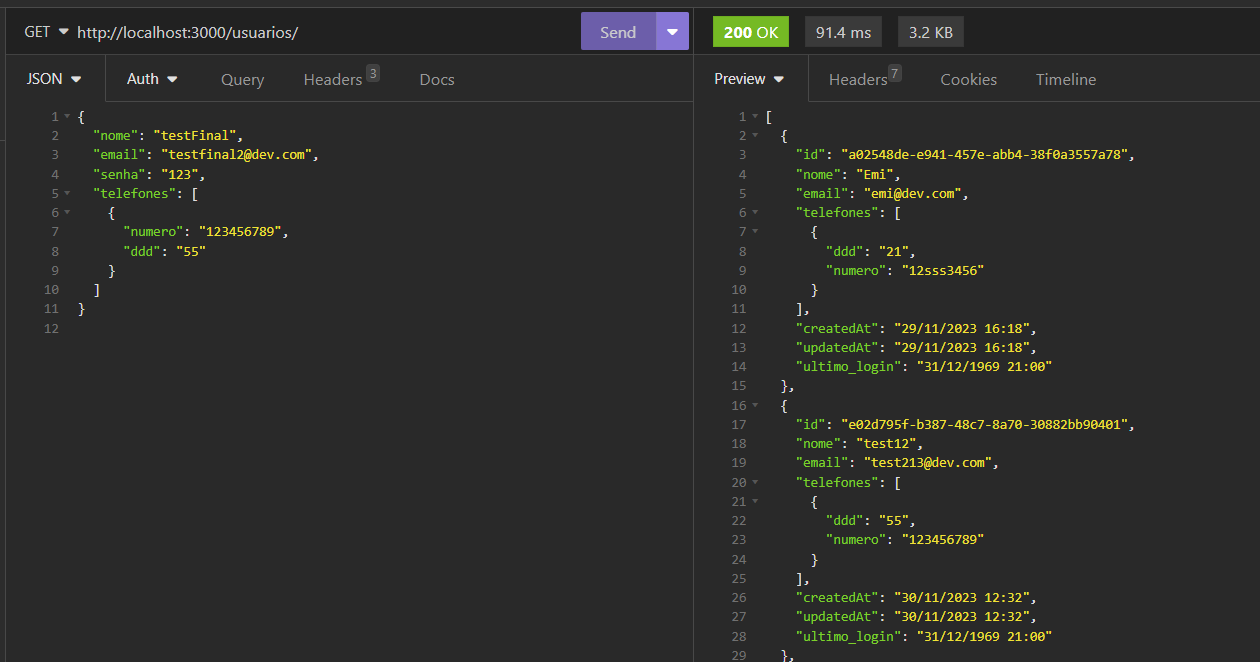 GET http://localhost:3000/usuarios/ Send
200 OK 91.4 ms 3.2 KB
JSON Auth Query Headers 3 Docs
Preview Headers 7 Cookies Timeline
1 {
2 "nome": "testFinal",
3 "email": "testfinal2@dev.com",
4 "senha": "123",
5 "telefones": [
6 {
7 "numero": "123456789",
8 "ddd": "55"
9 }
10 ]
11 }
12
1 [
2 {
3 "id": "a02548de-e941-457e-abb4-38f0a3557a78",
4 "nome": "Emi",
5 "email": "emi@dev.com",
6 "telefones": [
7 {
8 "ddd": "21",
9 "numero": "12sss3456"
10 }
11 ],
12 "createdAt": "29/11/2023 16:18",
13 "updatedAt": "29/11/2023 16:18",
14 "ultimo_login": "31/12/1969 21:00"
15 },
16 {
17 "id": "e02d795f-b387-48c7-8a70-30882bb90401",
18 "nome": "test12",
19 "email": "test213@dev.com",
20 "telefones": [
21 {
22 "ddd": "55",
23 "numero": "123456789"
24 }
25 ],
26 "createdAt": "30/11/2023 12:32",
27 "updatedAt": "30/11/2023 12:32",
28 "ultimo_login": "31/12/1969 21:00"
29 },